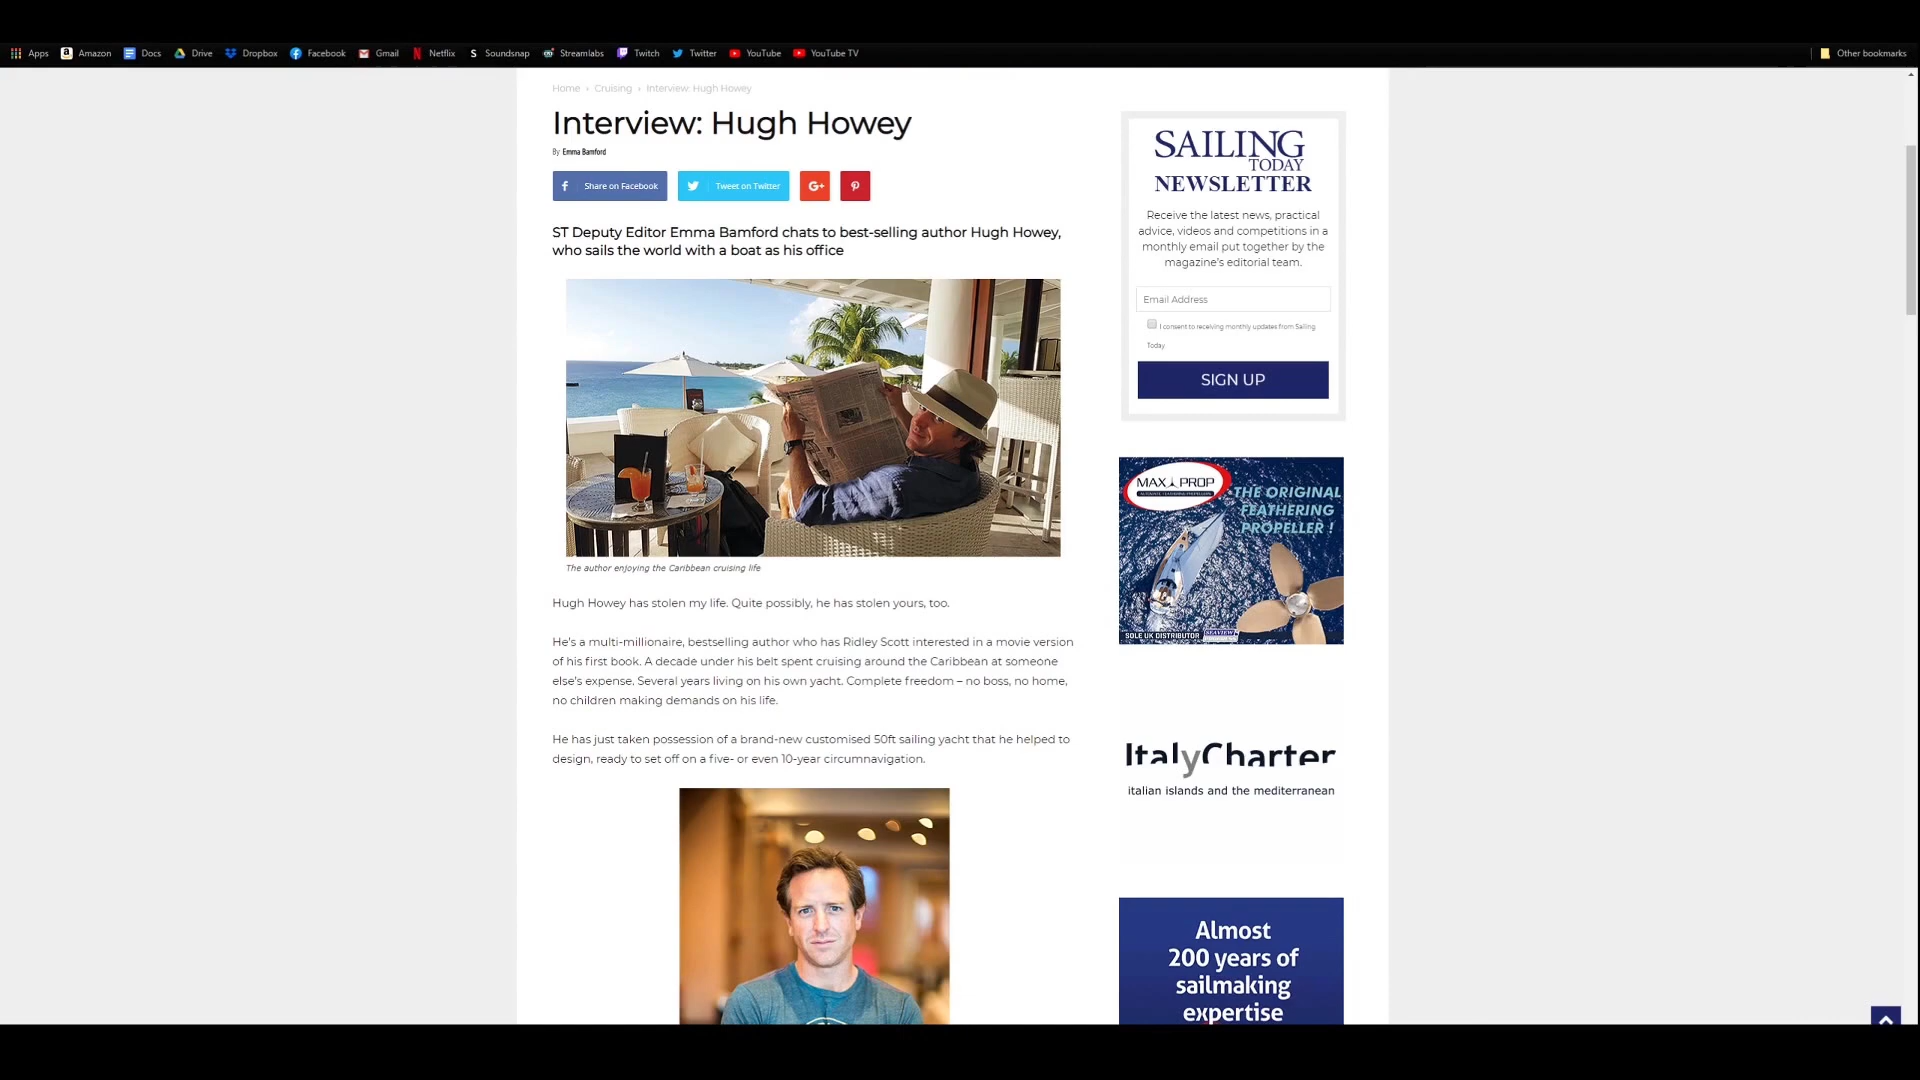 Apps Amazon Docs Drive Dropbox Facebook Gmail Netflix Soundsnap Streamlabs Twitch Twitter YouTube YouTube TV Other bookmarks
Home › Cruising › Interview: Hugh Howey
Interview: Hugh Howey
By Emma Bamford
Share on Facebook
Tweet on Twitter
ST Deputy Editor Emma Bamford chats to best-selling author Hugh Howey,
who sails the world with a boat as his office
The author enjoying the Caribbean cruising life
Hugh Howey has stolen my life. Quite possibly, he has stolen yours, too.
He's a multi-millionaire, bestselling author who has Ridley Scott interested in a movie version
of his first book. A decade under his belt spent cruising around the Caribbean at someone
else's expense. Several years living on his own yacht. Complete freedom – no boss, no home,
no children making demands on his life.
He has just taken possession of a brand-new customised 50ft sailing yacht that he helped to
design, ready to set off on a five- or even 10-year circumnavigation.
SAILING
TODAY
NEWSLETTER
Receive the latest news, practical
advice, videos and competitions in a
monthly email put together by the
magazine's editorial team.
Email Address
I consent to receiving monthly updates from Sailing
Today
SIGN UP
MAX PROP
THE ORIGINAL
FEATHERING
PROPELLER !
SOLE UK DISTRIBUTOR SEAVIEW
ItalyCharter
italian islands and the mediterranean
Almost
200 years of
sailmaking
expertise